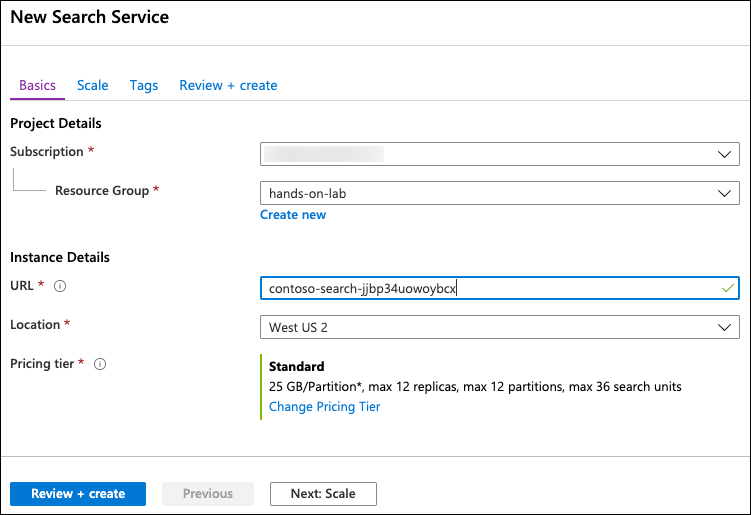 New Search Service
Basics Scale Tags Review + create
Project Details
Subscription *
Resource Group * hands-on-lab
Create new
Instance Details
URL * contoso-search-jjbp34uowoybcx
Location * West US 2
Pricing tier * Standard
25 GB/Partition*, max 12 replicas, max 12 partitions, max 36 search units
Change Pricing Tier
Review + create Previous Next: Scale